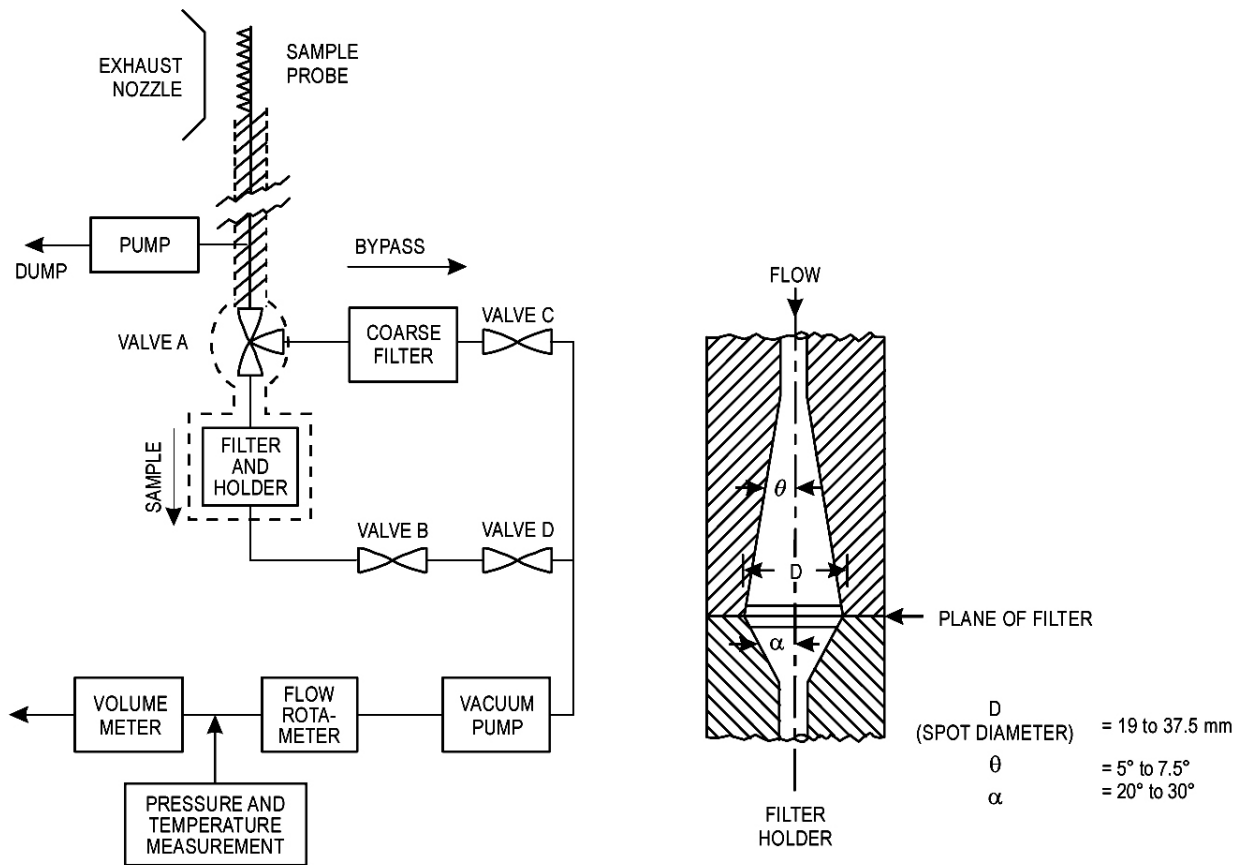 EXHAUST
NOZZLE
SAMPLE
PROBE
PUMP
DUMP
BYPASS
VALVE A
COARSE
FILTER
VALVE C
SAMPLE
FILTER
AND
HOLDER
VALVE B
VALVE D
VOLUME
METER
FLOW
ROTA-
METER
VACUUM
PUMP
PRESSURE AND
TEMPERATURE
MEASUREMENT
FLOW
θ
D
PLANE OF FILTER
α
FILTER
HOLDER
D
(SPOT DIAMETER) = 19 to 37.5 mm
θ = 5° to 7.5°
α = 20° to 30°